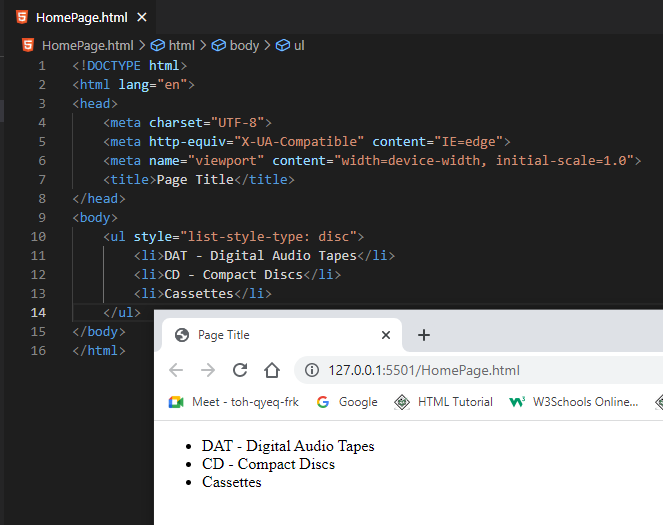 HomePage.html
HomePage.html > html > body > ul
1 <!DOCTYPE html>
2 <html lang="en">
3 <head>
4 <meta charset="UTF-8">
5 <meta http-equiv="X-UA-Compatible" content="IE=edge">
6 <meta name="viewport" content="width=device-width, initial-scale=1.0">
7 <title>Page Title</title>
8 </head>
9 <body>
10 <ul style="list-style-type: disc">
11 <li>DAT - Digital Audio Tapes</li>
12 <li>CD - Compact Discs</li>
13 <li>Cassettes</li>
14 </ul>
15 </body>
16 </html>
Page Title
127.0.0.1:5501/HomePage.html
Meet - toh-qyeq-frk Google HTML Tutorial W3Schools Online...
• DAT - Digital Audio Tapes
• CD - Compact Discs
• Cassettes